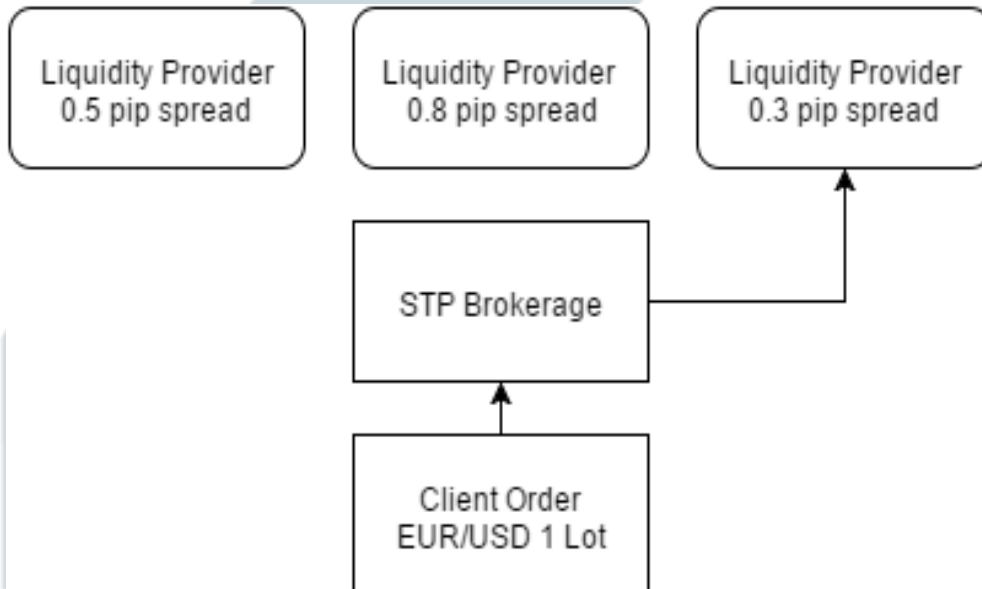 Liquidity Provider
0.5 pip spread
Liquidity Provider
0.8 pip spread
Liquidity Provider
0.3 pip spread
STP Brokerage
Client Order
EUR/USD 1 Lot